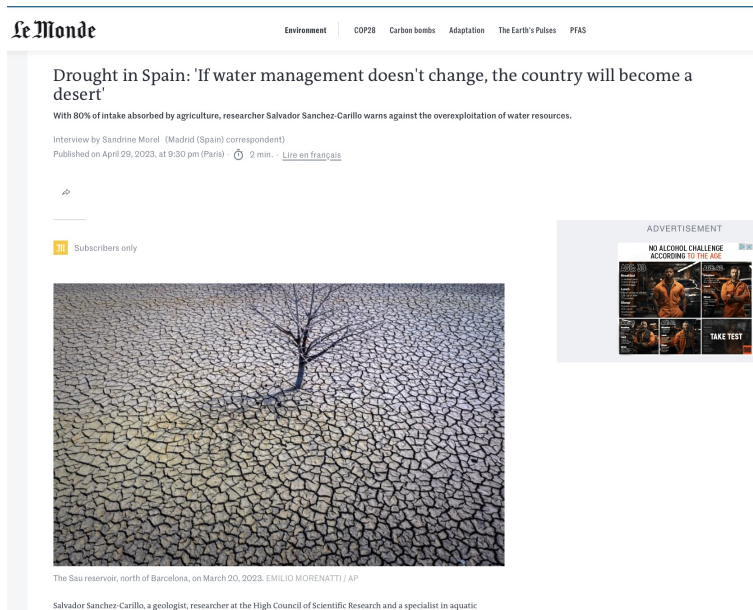 Le Monde
Environment COP28 Carbon bombs Adaptation The Earth's Pulses PFAS
Drought in Spain: 'If water management doesn't change, the country will become a
desert'
With 80% of intake absorbed by agriculture, researcher Salvador Sanchez-Carillo warns against the overexploitation of water resources.
Interview by Sandrine Morel (Madrid (Spain) correspondent)
Published on April 29, 2023, at 9:30 pm (Paris) · 2 min. · Lire en français
M Subscribers only
ADVERTISEMENT
NO ALCOHOL CHALLENGE
ACCORDING TO THE AGE
TAKE TEST
The Sau reservoir, north of Barcelona, on March 20, 2023. EMILIO MORENATTI / AP
Salvador Sanchez-Carillo, a geologist, researcher at the High Council of Scientific Research and a specialist in aquatic